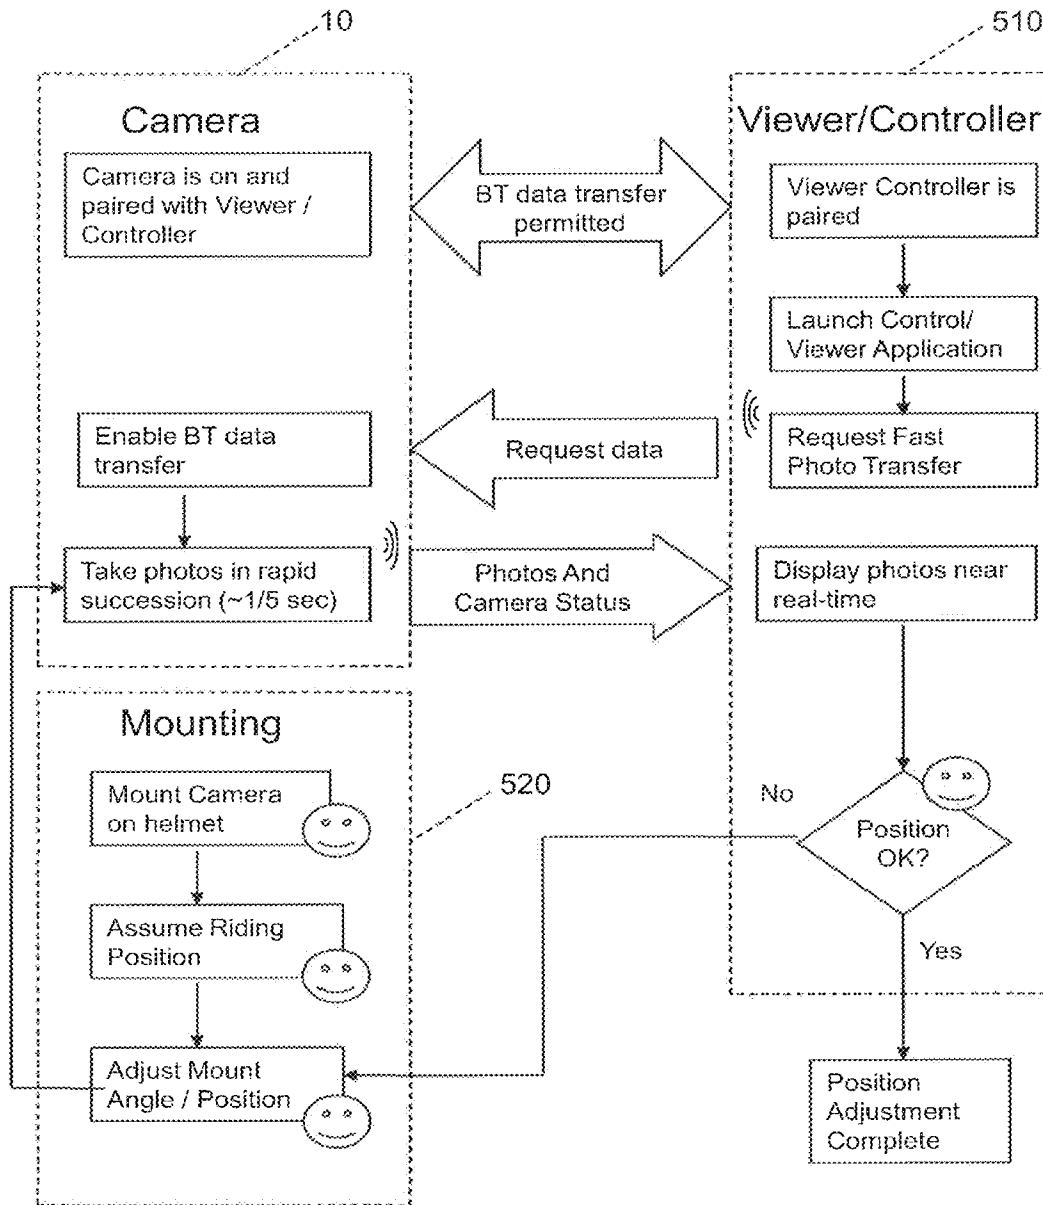 10
510
Camera
Camera is on and
paired with Viewer /
Controller
BT data transfer
permitted
Viewer/Controller
Viewer Controller is
paired
Launch Control/
Viewer Application
Enable BT data
transfer
Request data
Request Fast
Photo Transfer
Take photos in rapid
succession (~1/5 sec)
Photos And
Camera Status
Display photos near
real-time
Mounting
520
Mount Camera
on helmet
No
Position
OK?
Assume Riding
Position
Yes
Adjust Mount
Angle / Position
Position
Adjustment
Complete